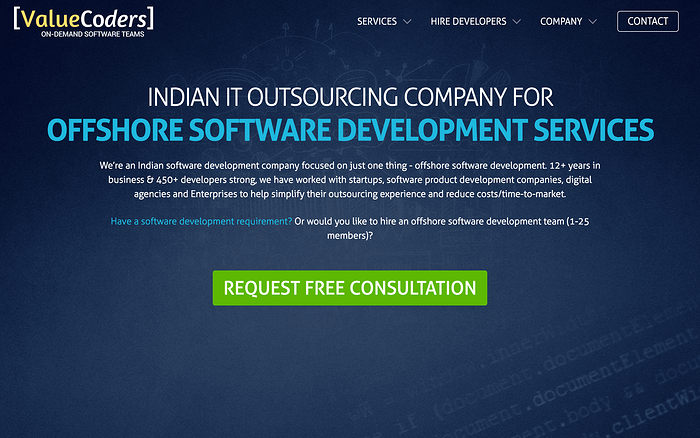 [ValueCoders]
ON-DEMAND SOFTWARE TEAMS
SERVICES HIRE DEVELOPERS COMPANY CONTACT
INDIAN IT OUTSOURCING COMPANY FOR
OFFSHORE SOFTWARE DEVELOPMENT SERVICES
We're an Indian software development company focused on just one thing - offshore software development. 12+ years in
business & 450+ developers strong, we have worked with startups, software product development companies, digital
agencies and Enterprises to help simplify their outsourcing experience and reduce costs/time-to-market.
Have a software development requirement? Or would you like to hire an offshore software development team (1-25
members)?
REQUEST FREE CONSULTATION
document.documentElement
document.body